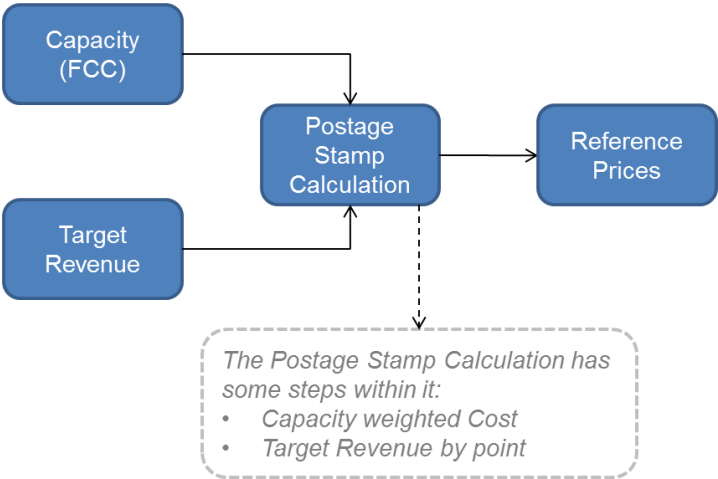 Capacity
(FCC)
Postage
Stamp
Calculation
Reference
Prices
Target
Revenue
The Postage Stamp Calculation has
some steps within it:
• Capacity weighted Cost
• Target Revenue by point